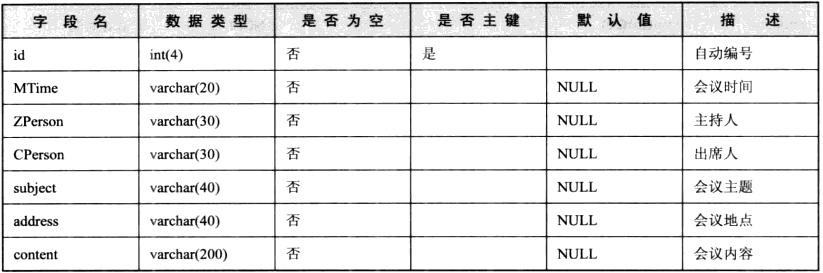 字段名 数据类型 是否为空 是否主键 默认值 描述
id int(4) 否 是 自动编号
MTime varchar(20) 否 NULL 会议时间
ZPerson varchar(30) 否 NULL 主持人
CPerson varchar(30) 否 NULL 出席人
subject varchar(40) 否 NULL 会议主题
address varchar(40) 否 NULL 会议地点
content varchar(200) 否 NULL 会议内容